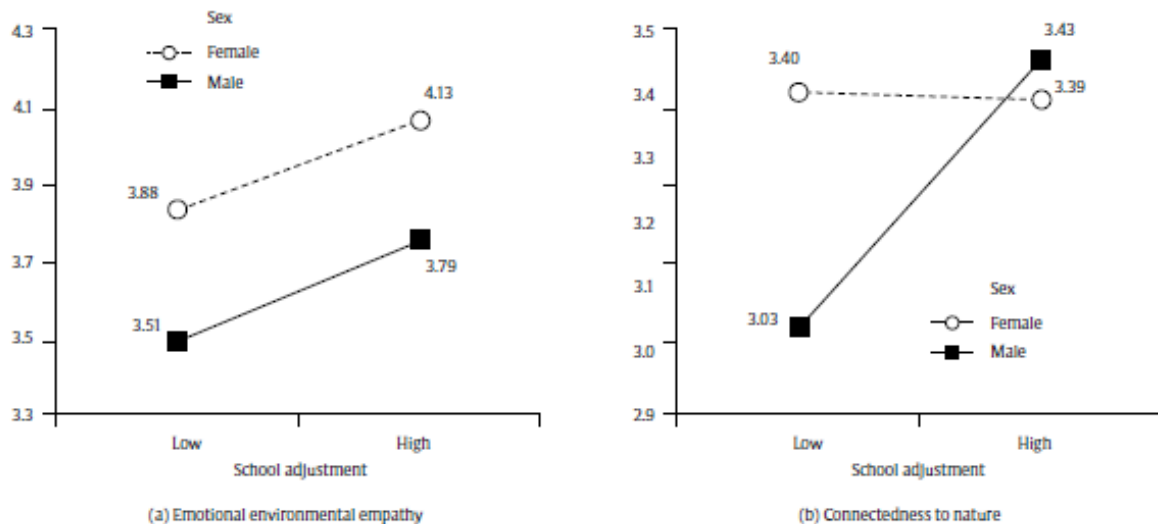 Sex
Female
Male
4.3
4.1
3.9
3.7
3.5
3.3
3.88
4.13
3.51
3.79
Low
High
School adjustment
(a) Emotional environmental empathy
3.5
3.4
3.3
3.2
3.1
3.0
2.9
3.40
3.43
3.39
3.03
Sex
Female
Male
Low
High
School adjustment
(b) Connectedness to nature